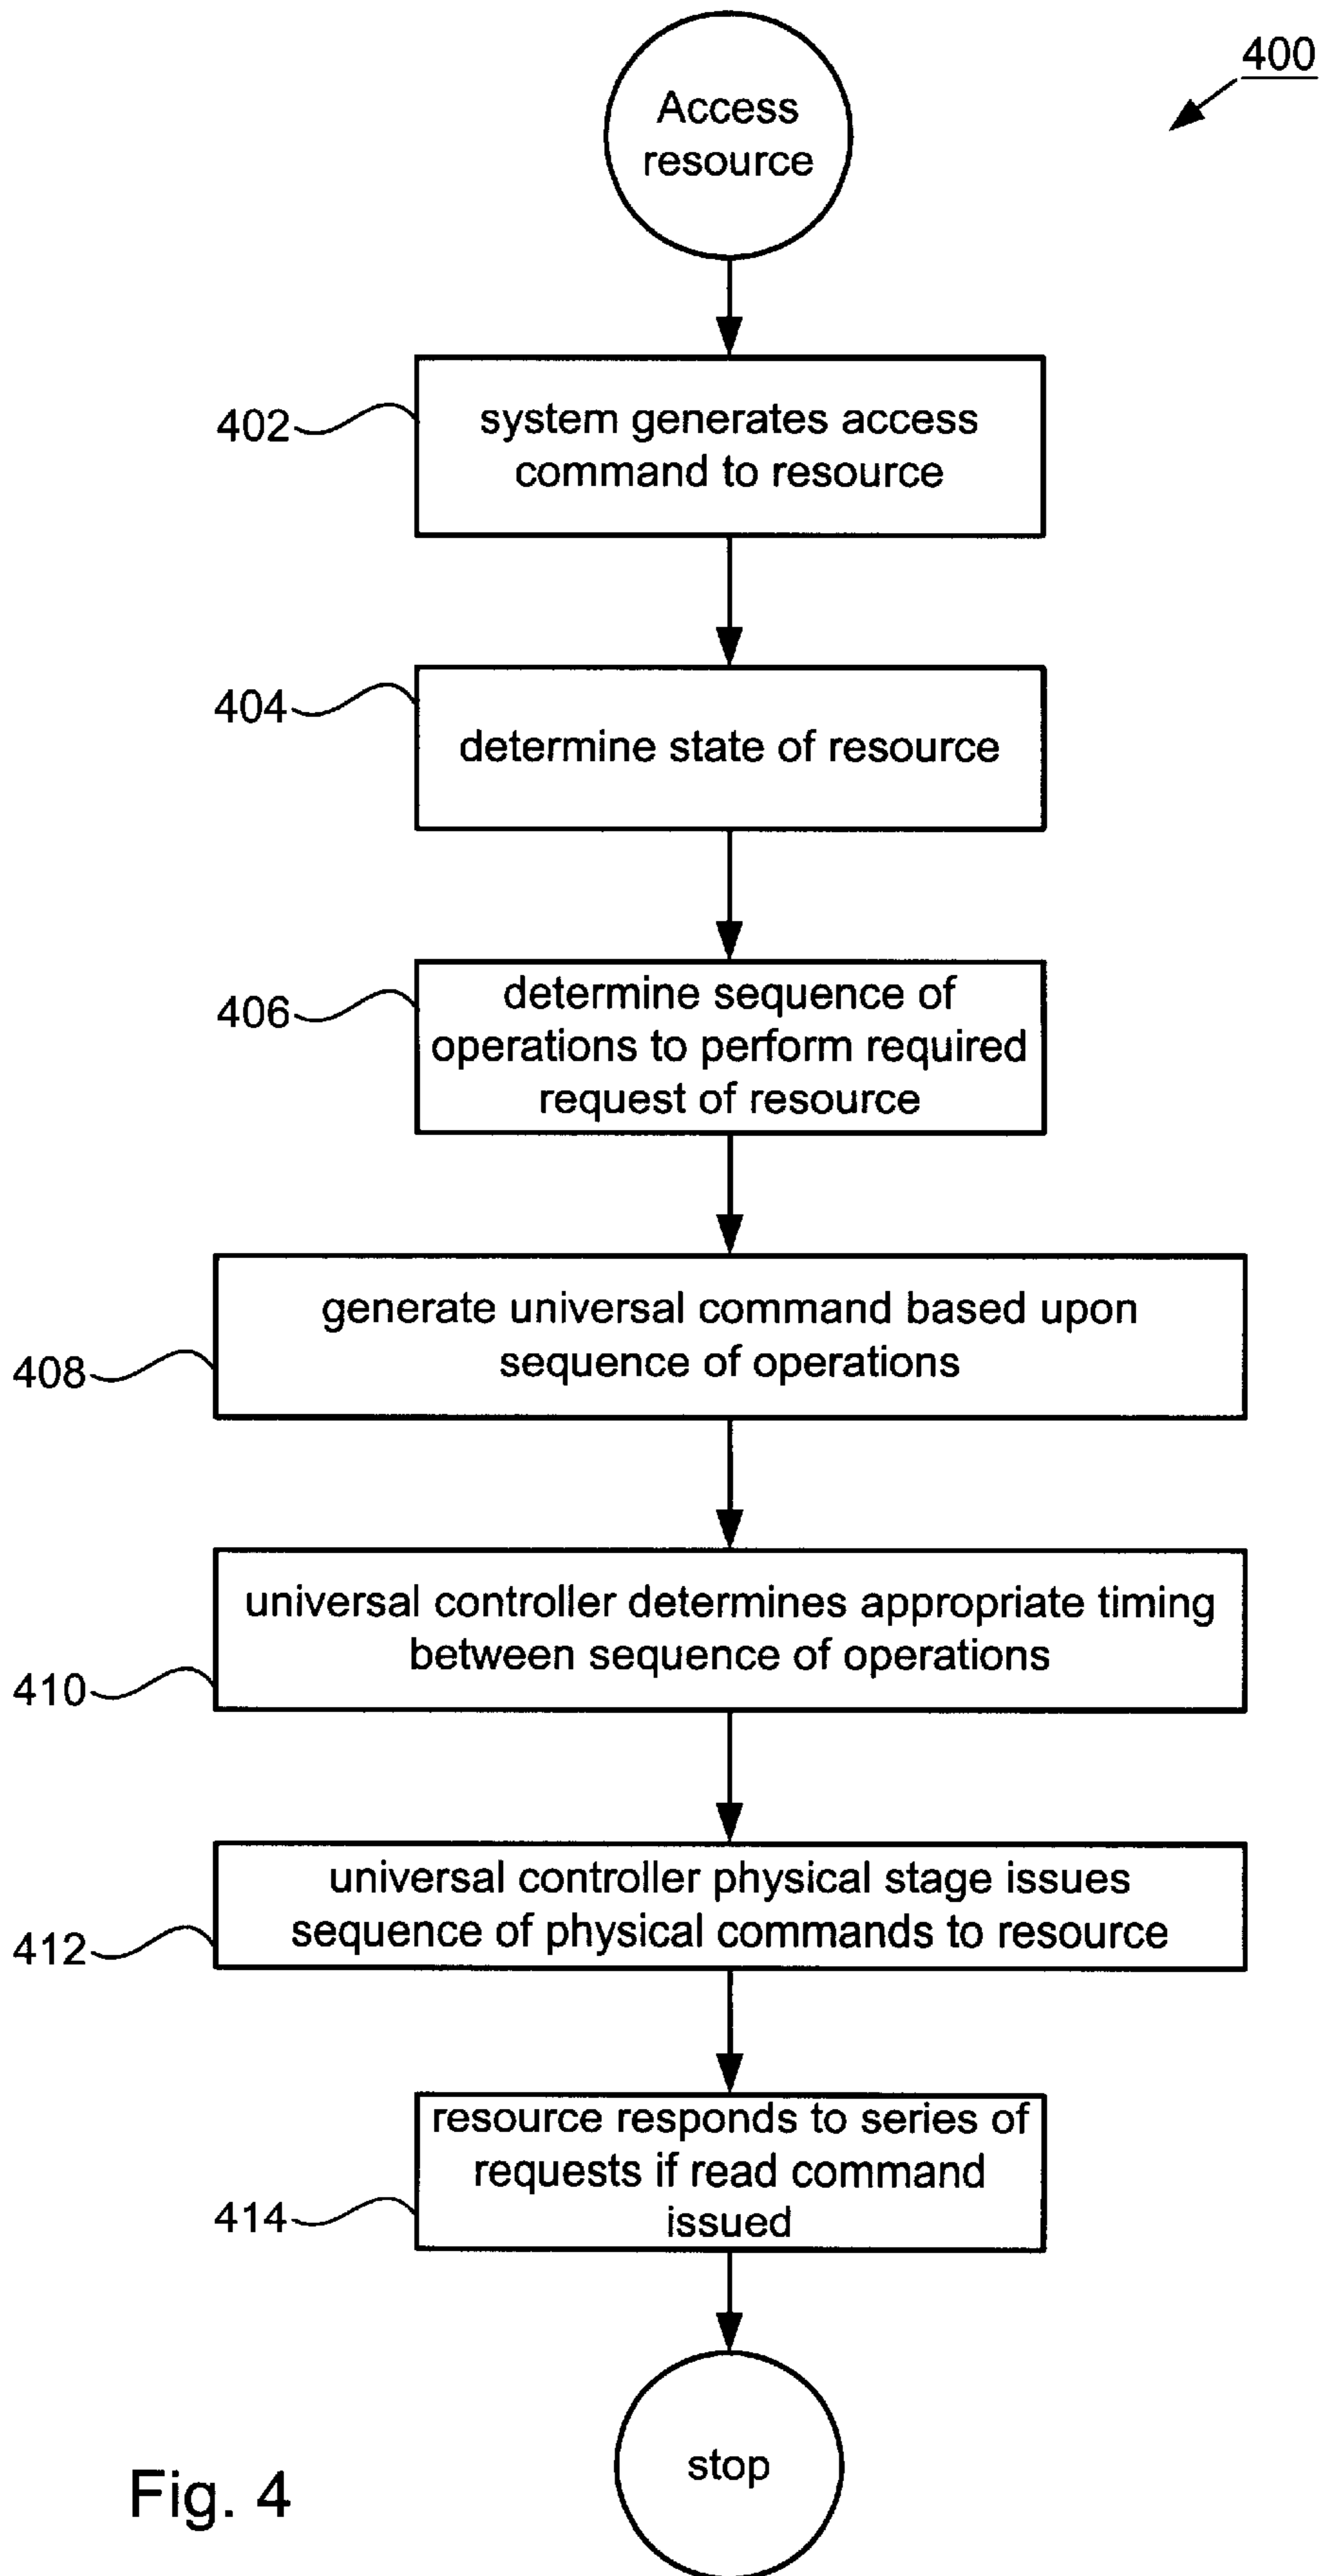 400
Access
resource
402
system generates access
command to resource
404
determine state of resource
406
determine sequence of
operations to perform required
request of resource
408
generate universal command based upon
sequence of operations
410
universal controller determines appropriate timing
between sequence of operations
412
universal controller physical stage issues
sequence of physical commands to resource
414
resource responds to series of
requests if read command
issued
stop
Fig. 4